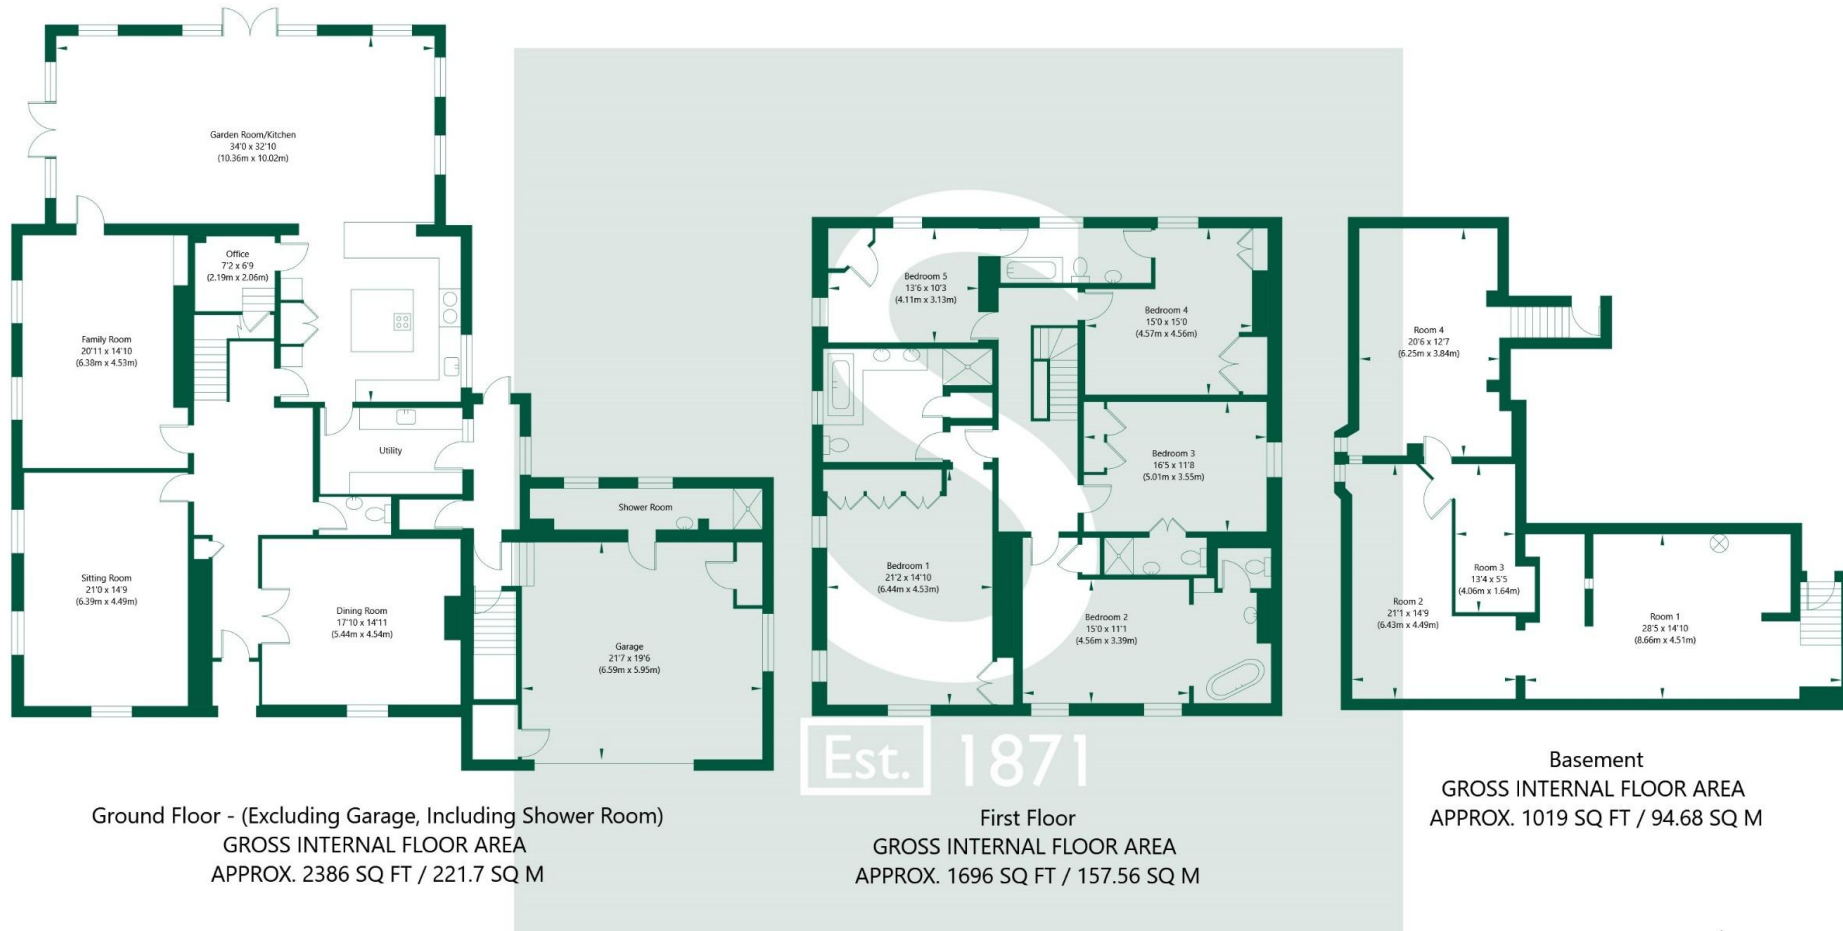 Garden Room/Kitchen
34'0 x 32'10
(10.36m x 10.02m)
Office
7'2 x 6'9
(2.19m x 2.06m)
Family Room
20'11 x 14'10
(6.38m x 4.53m)
Utility
Shower Room
Sitting Room
21'0 x 14'9
(6.39m x 4.49m)
Dining Room
17'10 x 14'11
(5.44m x 4.54m)
Garage
21'7 x 19'6
(6.59m x 5.95m)
Ground Floor - (Excluding Garage, Including Shower Room)
GROSS INTERNAL FLOOR AREA
APPROX. 2386 SQ FT / 221.7 SQ M
Bedroom 5
13'6 x 10'3
(4.11m x 3.13m)
Bedroom 4
15'0 x 15'0
(4.57m x 4.56m)
Bedroom 3
16'5 x 11'8
(5.01m x 3.55m)
Bedroom 1
21'2 x 14'10
(6.44m x 4.53m)
Bedroom 2
15'0 x 11'1
(4.56m x 3.39m)
S
Est. 1871
First Floor
GROSS INTERNAL FLOOR AREA
APPROX. 1696 SQ FT / 157.56 SQ M
Room 4
20'6 x 12'7
(6.25m x 3.84m)
Room 3
13'4 x 5'5
(4.06m x 1.64m)
Room 2
21'1 x 14'9
(6.43m x 4.49m)
Room 1
28'5 x 14'10
(8.66m x 4.51m)
Basement
GROSS INTERNAL FLOOR AREA
APPROX. 1019 SQ FT / 94.68 SQ M